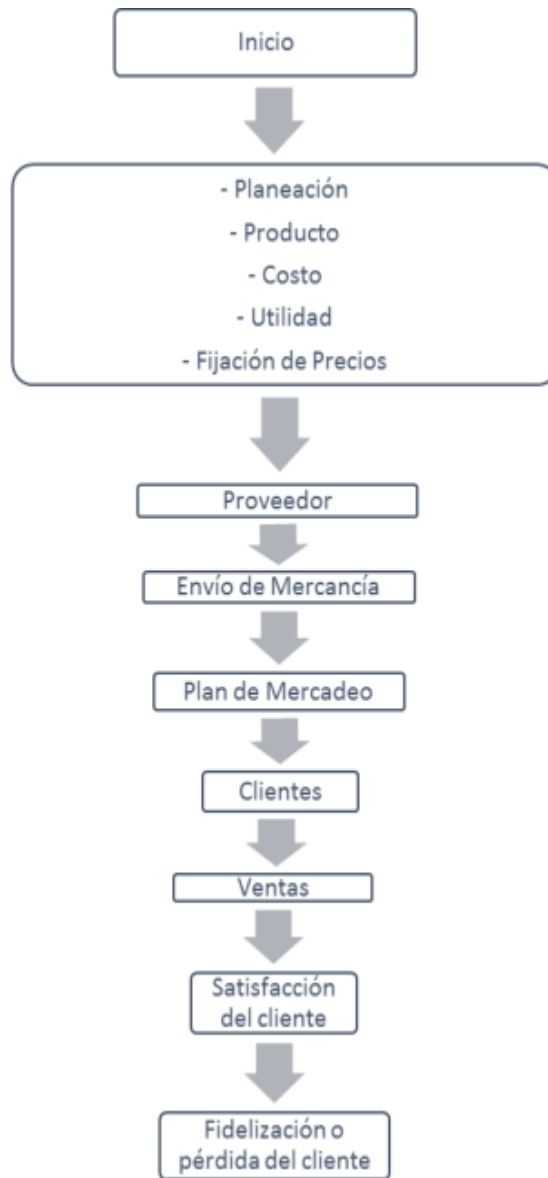 Inicio
- Planeación
- Producto
- Costo
- Utilidad
- Fijación de Precios
Proveedor
Envío de Mercancía
Plan de Mercadeo
Clientes
Ventas
Satisfacción
del cliente
Fidelización o
pérdida del cliente